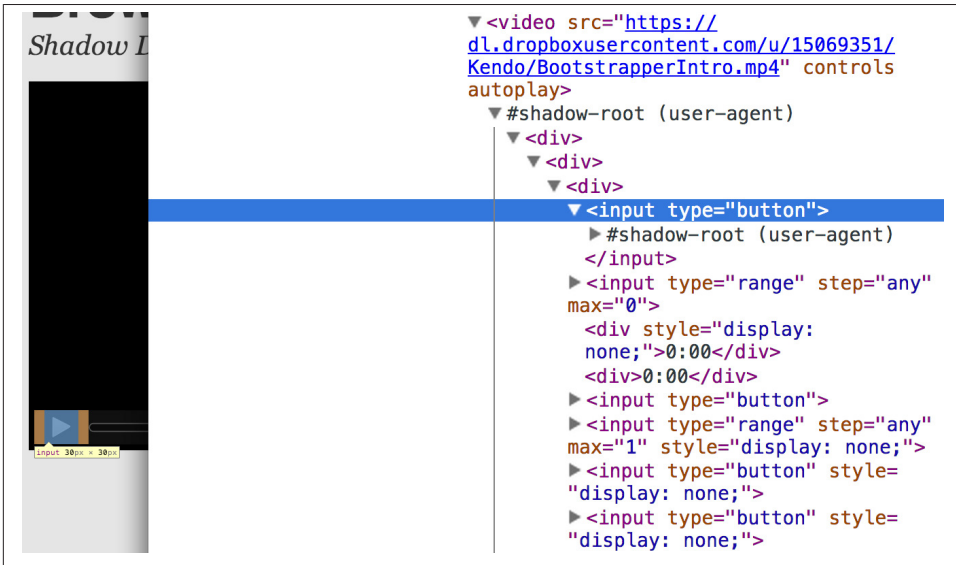 Shadow
▼<video src="https://
dl.dropboxusercontent.com/u/15069351/
Kendo/BootstrapperIntro.mp4" controls
autoplay>
▼#shadow-root (user-agent)
▼<div>
▼<div>
▼<div>
▼<input type="button">
▶#shadow-root (user-agent)
</input>
▶<input type="range" step="any"
max="0">
<div style="display:
none;">0:00</div>
<div>0:00</div>
▶<input type="button">
▶<input type="range" step="any"
max="1" style="display: none;">
▶<input type="button" style=
"display: none;">
▶<input type="button" style=
"display: none;">
input 30px × 30px